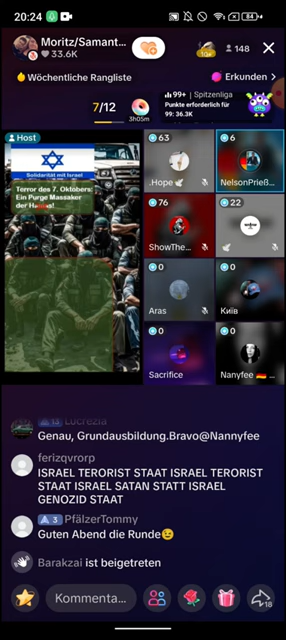 20:24
84
Moritz/Samant...
33.6K
148
Wöchentliche Rangliste
Erkunden
7/12
3h05m
99+ | Spitzenliga
Punkte erforderlich für
99: 36.3K
Host
Solidarität mit Israel
Terror des 7. Oktobers:
Ein Purge Massaker
der Hamas!
63
.Hope
6
NelsonPrieß...
76
ShowThe...
22
0
Aras
0
Київ
0
Sacrifice
0
Nanyfee
13 Lucrezia
Genau, Grundausbildung.Bravo@Nannyfee
ferizqvrorp
ISRAEL TERORIST STAAT ISRAEL TERORIST
STAAT ISRAEL SATAN STATT ISRAEL
GENOZID STAAT
3 PfälzerTommy
Guten Abend die Runde😉
Barakzai ist beigetreten
Kommenta...
18